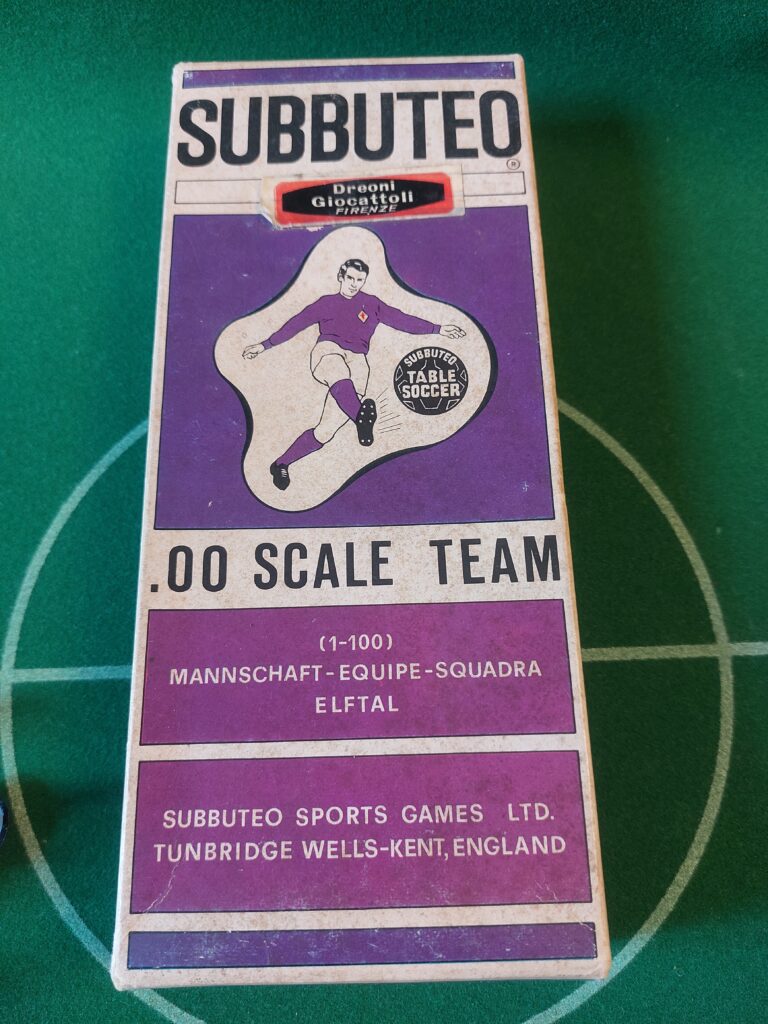 SUBBUTEO
®
Dreoni
Giocattoli
FIRENZE
SUBBUTEO
TABLE
SOCCER
.00 SCALE TEAM
(1-100)
MANNSCHAFT-EQUIPE-SQUADRA
ELFTAL
SUBBUTEO SPORTS GAMES LTD.
TUNBRIDGE WELLS-KENT, ENGLAND